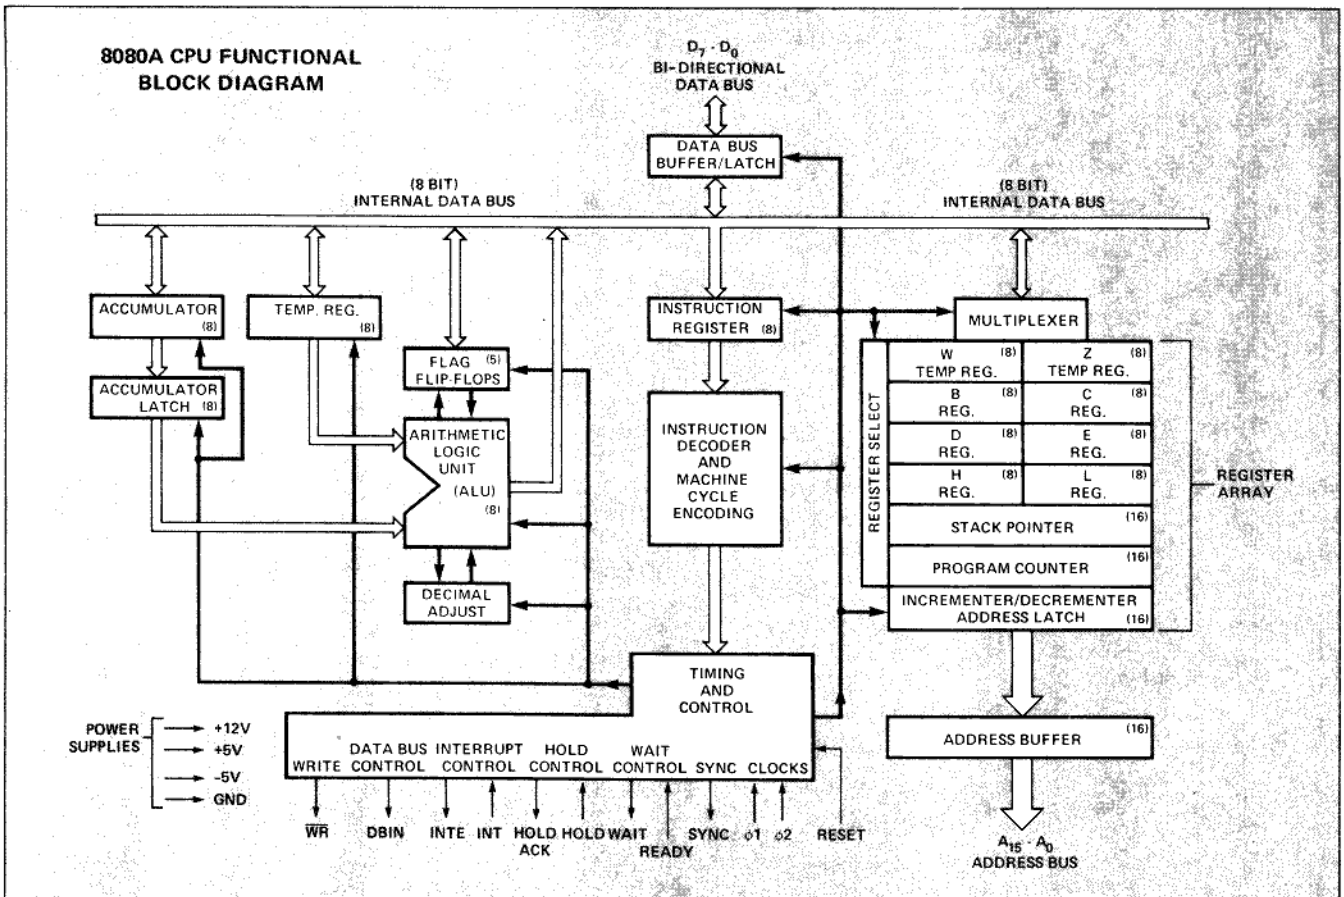 8080A CPU FUNCTIONAL
BLOCK DIAGRAM
D₇ - D₀
BI-DIRECTIONAL
DATA BUS
DATA BUS
BUFFER/LATCH
(8 BIT)
INTERNAL DATA BUS
(8 BIT)
INTERNAL DATA BUS
ACCUMULATOR
(8)
TEMP. REG.
(8)
INSTRUCTION
REGISTER (8)
MULTIPLEXER
FLAG (5)
FLIP-FLOPS
ACCUMULATOR
LATCH (8)
ARITHMETIC
LOGIC
UNIT
(ALU)
(8)
DECIMAL
ADJUST
INSTRUCTION
DECODER
AND
MACHINE
CYCLE
ENCODING
REGISTER SELECT
W (8)
TEMP REG.
Z (8)
TEMP REG.
B (8)
REG.
C (8)
REG.
D (8)
REG.
E (8)
REG.
H (8)
REG.
L (8)
REG.
STACK POINTER (16)
PROGRAM COUNTER (16)
INCREMENTER/DECREMENTER
ADDRESS LATCH (16)
REGISTER
ARRAY
TIMING
AND
CONTROL
ADDRESS BUFFER (16)
A₁₅ - A₀
ADDRESS BUS
POWER
SUPPLIES
+12V
+5V
-5V
GND
WRITE
DATA BUS
CONTROL
INTERRUPT
CONTROL
HOLD
CONTROL
WAIT
CONTROL
SYNC
CLOCKS
W̅R̅
DBIN
INTE
INT
HOLD
ACK
HOLD
WAIT
READY
SYNC
φ1
φ2
RESET